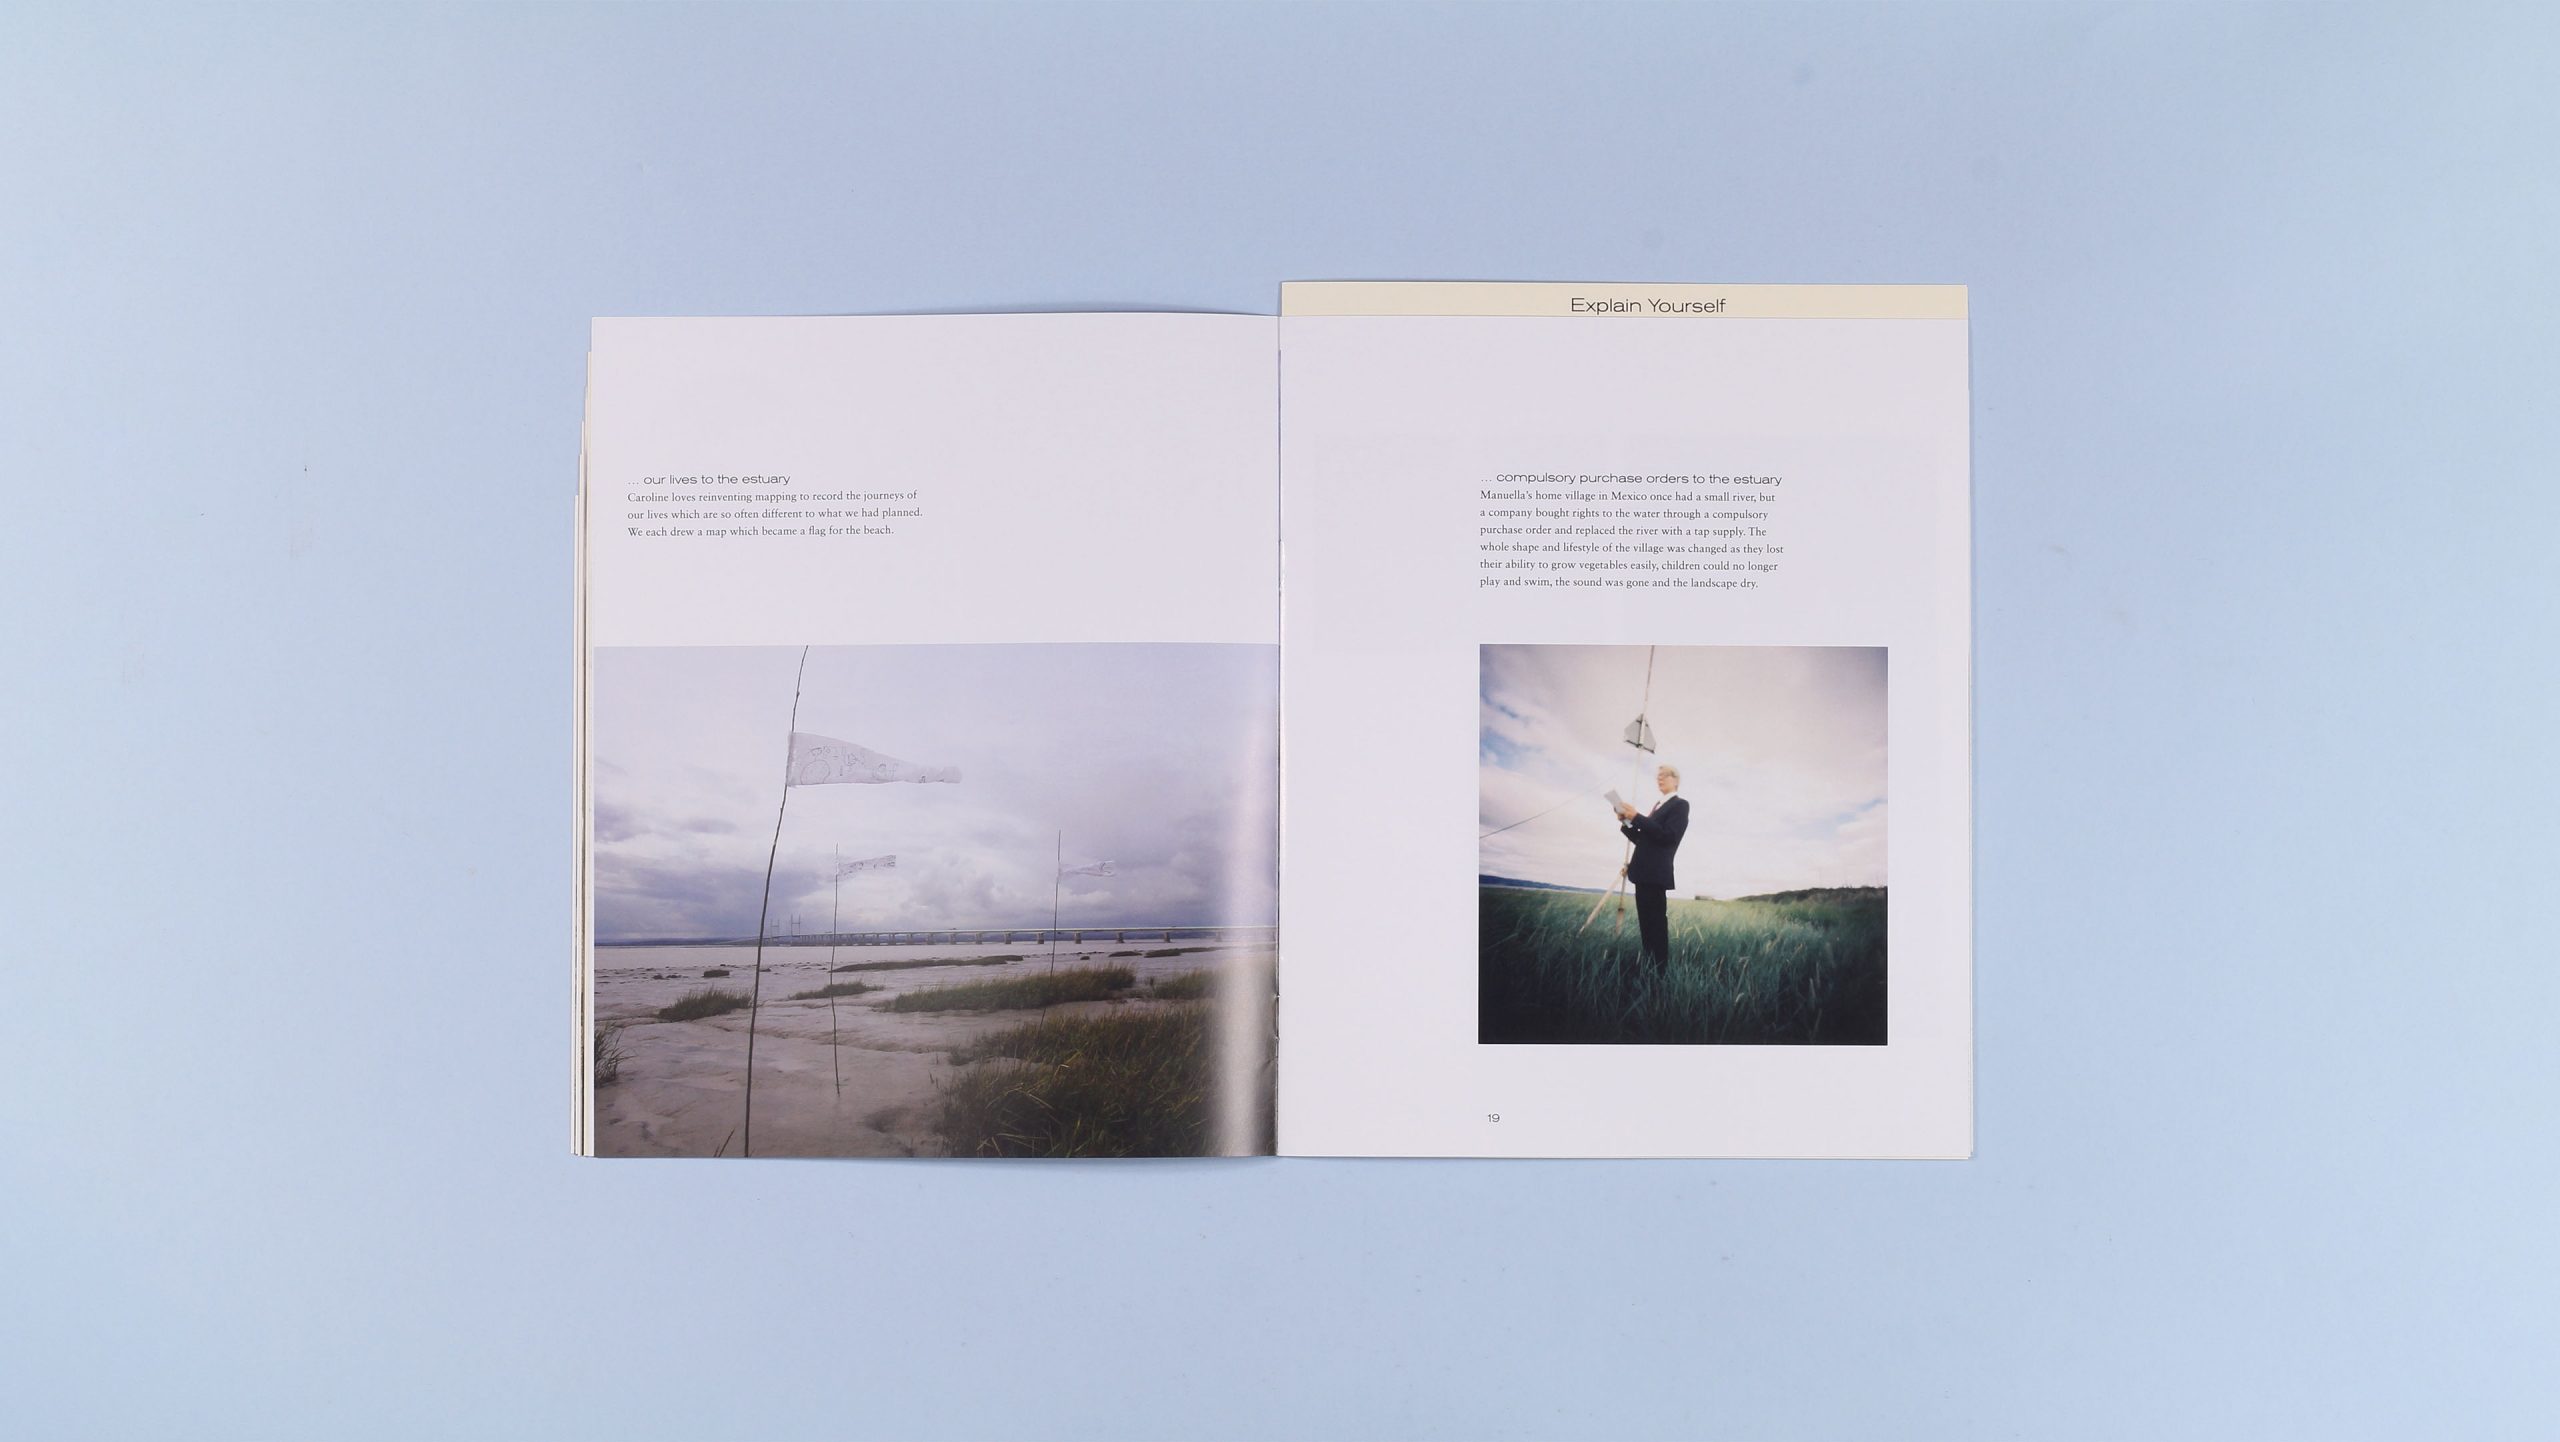 ... our lives to the estuary
Caroline loves reinventing mapping to record the journeys of
our lives which are so often different to what we had planned.
We each drew a map which became a flag for the beach.
Explain Yourself
... compulsory purchase orders to the estuary
Manuella's home village in Mexico once had a small river, but
a company bought rights to the water through a compulsory
purchase order and replaced the river with a tap supply. The
whole shape and lifestyle of the village was changed as they lost
their ability to grow vegetables easily, children could no longer
play and swim, the sound was gone and the landscape dry.
19